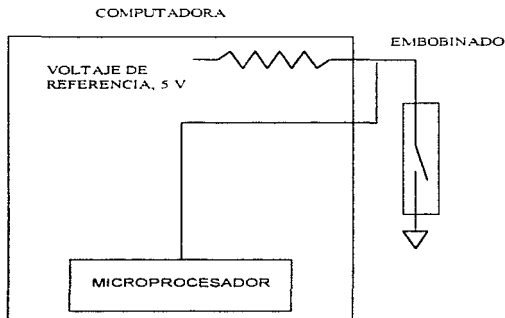 COMPUTADORA
EMBOBINADO
VOLTAJE DE
REFERENCIA, 5 V
MICROPROCESADOR